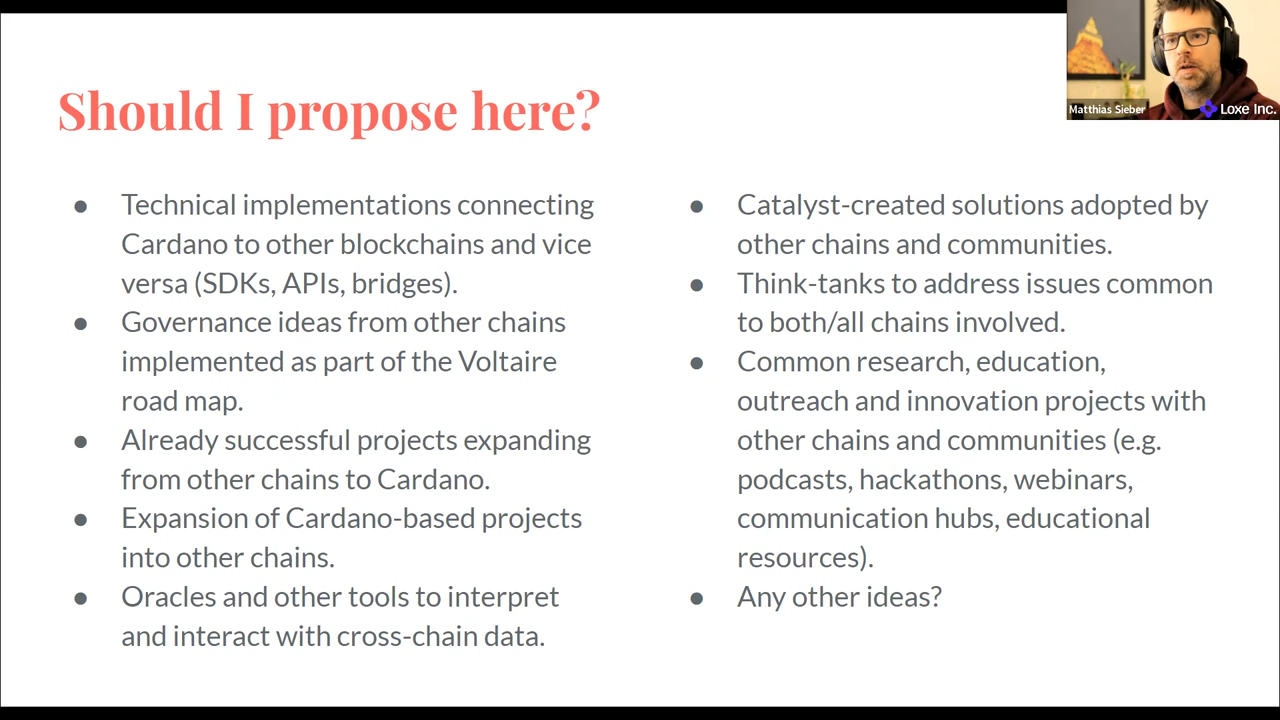 Should I propose here?
Technical implementations connecting
Cardano to other blockchains and vice
versa (SDKs, APIs, bridges).
Governance ideas from other chains
implemented as part of the Voltaire
road map.
Already successful projects expanding
from other chains to Cardano.
Expansion of Cardano-based projects
into other chains.
Oracles and other tools to interpret
and interact with cross-chain data.
Catalyst-created solutions adopted by
other chains and communities.
Think-tanks to address issues common
to both/all chains involved.
Common research, education,
outreach and innovation projects with
other chains and communities (e.g.
podcasts, hackathons, webinars,
communication hubs, educational
resources).
Any other ideas?
Matthias Sieber
Loxe Inc.